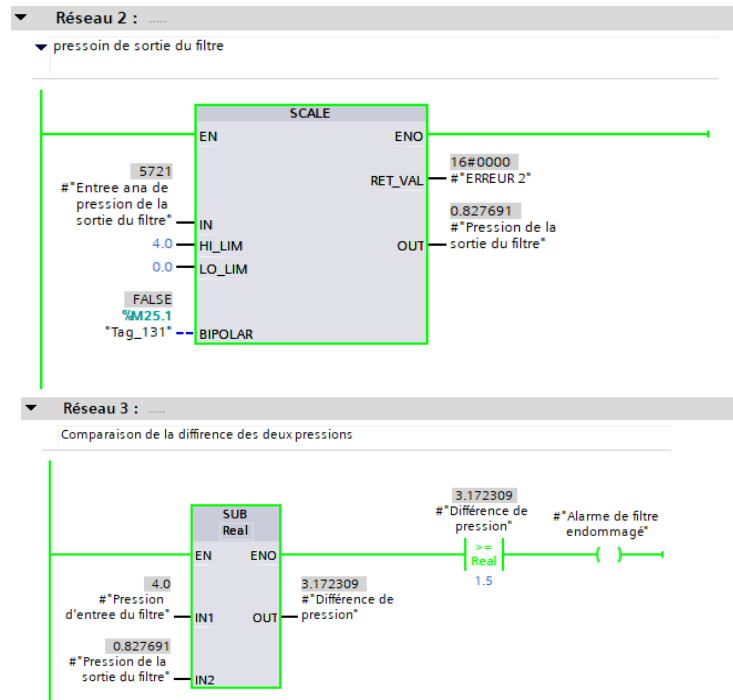 Réseau 2 : .....
pressoin de sortie du filtre
SCALE
EN
ENO
5721
#"Entree ana de
pression de la
sortie du filtre"
IN
4.0
HI_LIM
0.0
LO_LIM
FALSE
%M25.1
"Tag_131"
BIPOLAR
16#0000
RET_VAL
#"ERREUR 2"
0.827691
#"Pression de la
OUT
sortie du filtre"
Réseau 3 : .....
Comparaison de la diffirence des deux pressions
SUB
Real
EN
ENO
4.0
#"Pression
d'entree du filtre"
IN1
0.827691
#"Pression de la
sortie du filtre"
IN2
3.172309
#"Différence de
OUT
pression"
3.172309
#"Différence de
pression"
>=
Real
1.5
#"Alarme de filtre
endommagé"